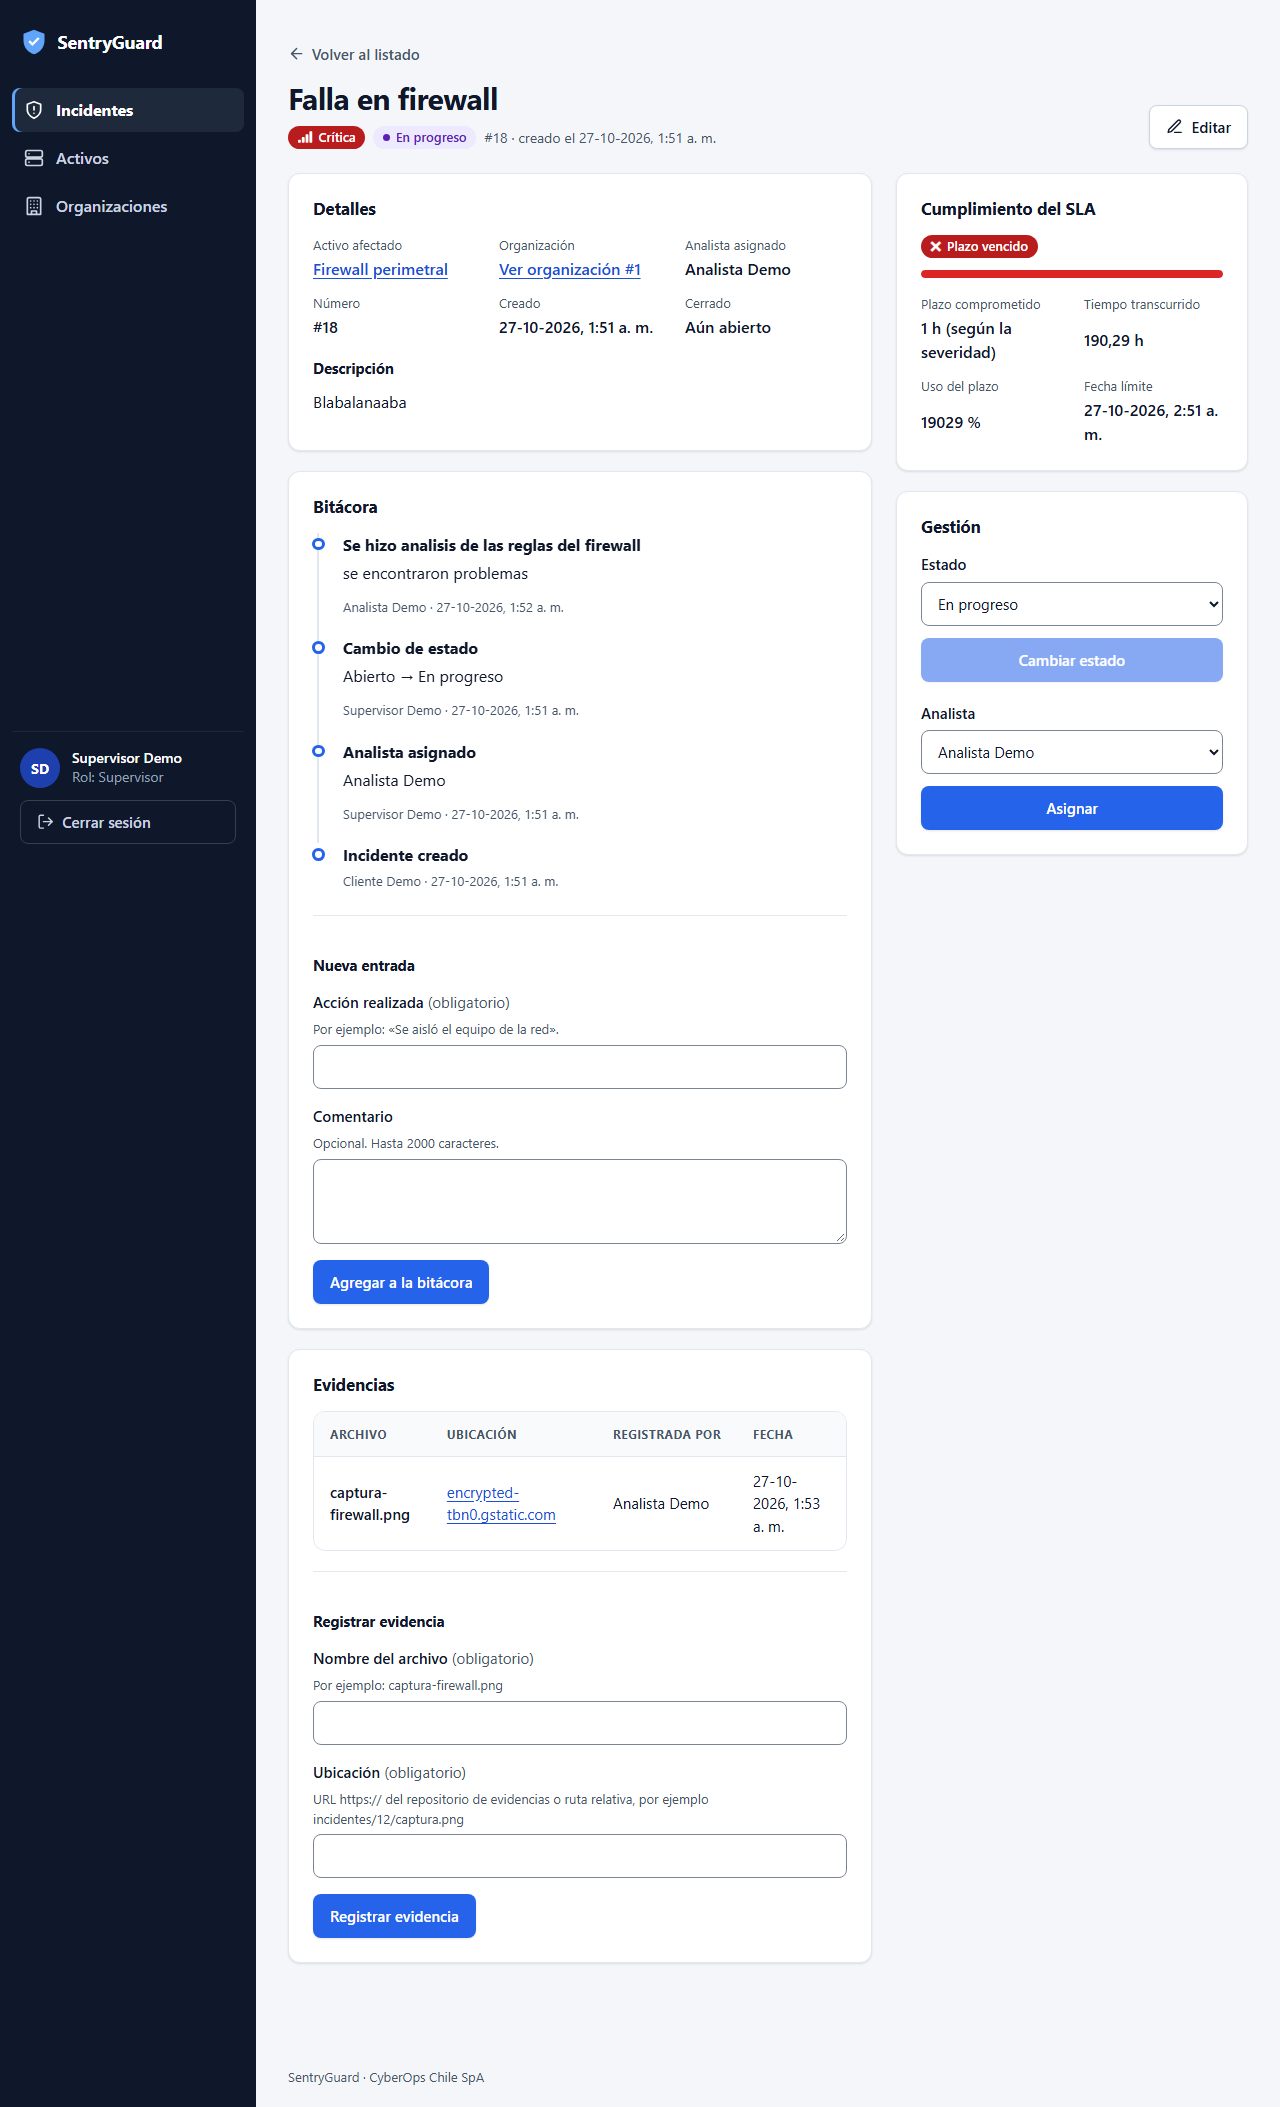 SentryGuard
Incidentes
Activos
Organizaciones
Supervisor Demo
SD
Rol: Supervisor
Cerrar sesión
Volver al listado
Falla en firewall
Crítica
En progreso
#18 · creado el 27-10-2026, 1:51 a. m.
Editar
Detalles
Activo afectado
Firewall perimetral
Organización
Ver organización #1
Analista asignado
Analista Demo
Número
#18
Creado
27-10-2026, 1:51 a. m.
Cerrado
Aún abierto
Descripción
Blabalanaaba
Cumplimiento del SLA
Plazo vencido
Plazo comprometido
1 h (según la
severidad)
Tiempo transcurrido
190,29 h
Uso del plazo
19029 %
Fecha límite
27-10-2026, 2:51 a.
m.
Bitácora
Se hizo analisis de las reglas del firewall
se encontraron problemas
Analista Demo · 27-10-2026, 1:52 a. m.
Cambio de estado
Abierto → En progreso
Supervisor Demo · 27-10-2026, 1:51 a. m.
Analista asignado
Analista Demo
Supervisor Demo · 27-10-2026, 1:51 a. m.
Incidente creado
Cliente Demo · 27-10-2026, 1:51 a. m.
Nueva entrada
Acción realizada (obligatorio)
Por ejemplo: «Se aisló el equipo de la red».
Comentario
Opcional. Hasta 2000 caracteres.
Agregar a la bitácora
Gestión
Estado
En progreso
Cambiar estado
Analista
Analista Demo
Asignar
Evidencias
ARCHIVO UBICACIÓN REGISTRADA POR FECHA
captura-
firewall.png
encrypted-
tbn0.gstatic.com
Analista Demo
27-10-
2026, 1:53
a. m.
Registrar evidencia
Nombre del archivo (obligatorio)
Por ejemplo: captura-firewall.png
Ubicación (obligatorio)
URL https:// del repositorio de evidencias o ruta relativa, por ejemplo
incidentes/12/captura.png
Registrar evidencia
SentryGuard · CyberOps Chile SpA